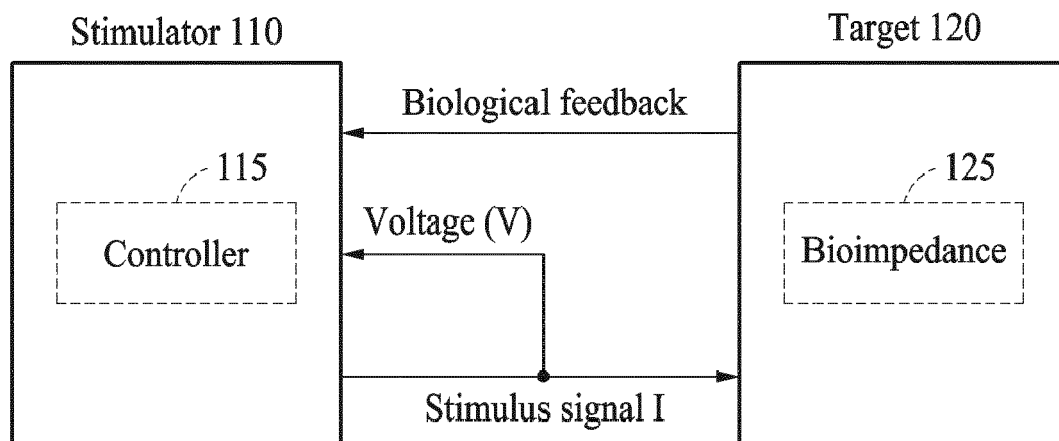 Stimulator 110
Target 120
Biological feedback
115
125
Voltage (V)
Controller
Bioimpedance
Stimulus signal I